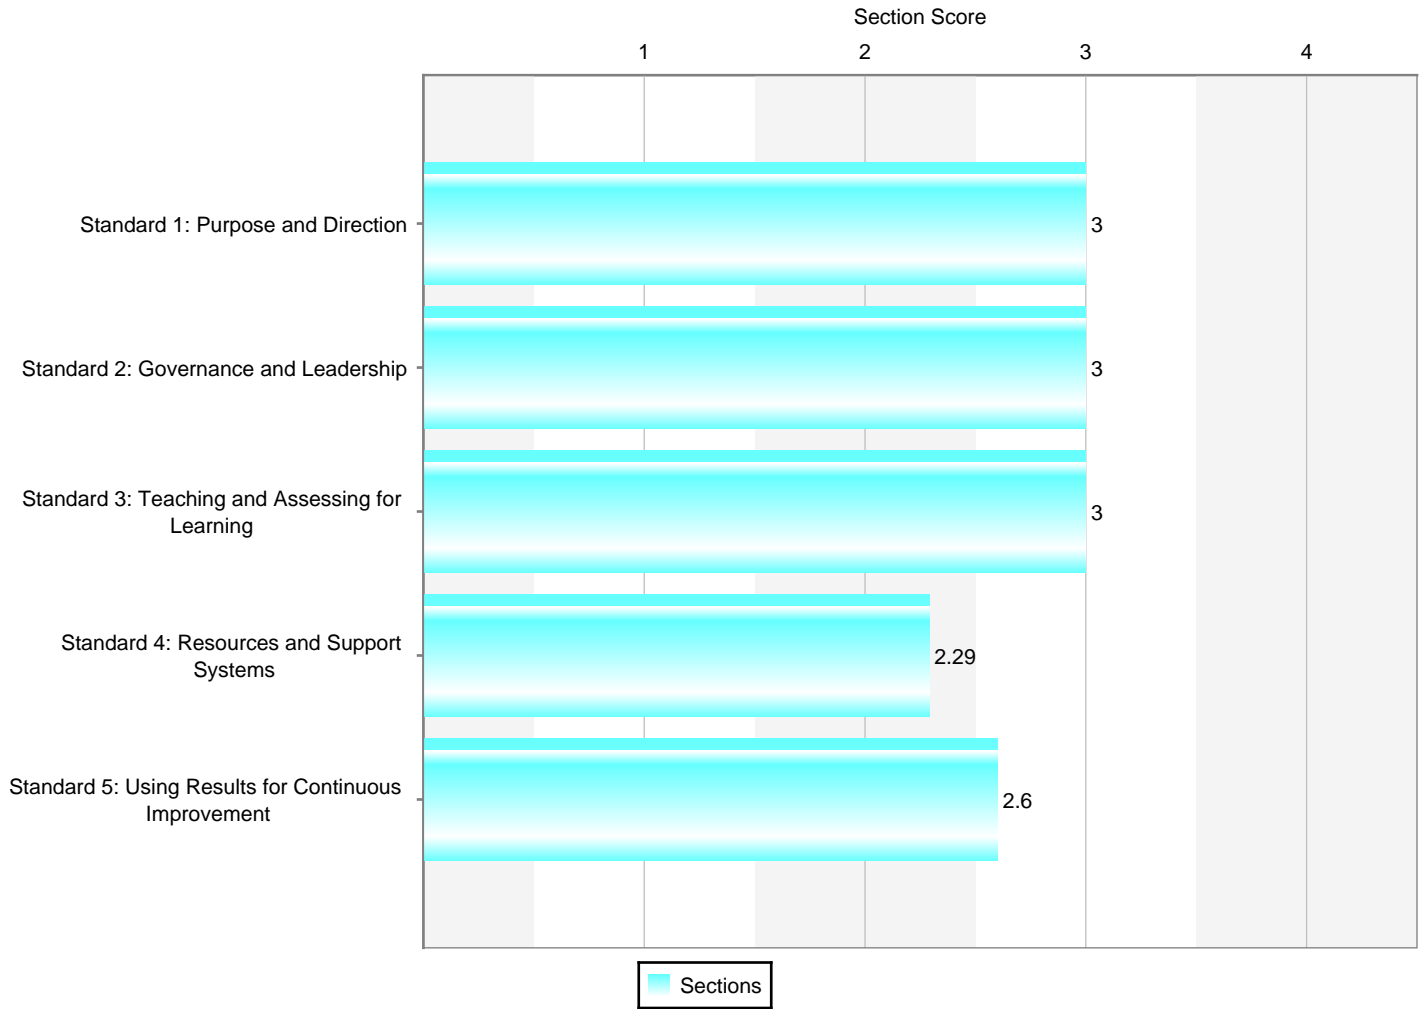 Section Score
1 2 3 4
Standard 1: Purpose and Direction
3
Standard 2: Governance and Leadership
3
Standard 3: Teaching and Assessing for
Learning
3
Standard 4: Resources and Support
Systems
2.29
Standard 5: Using Results for Continuous
Improvement
2.6
Sections